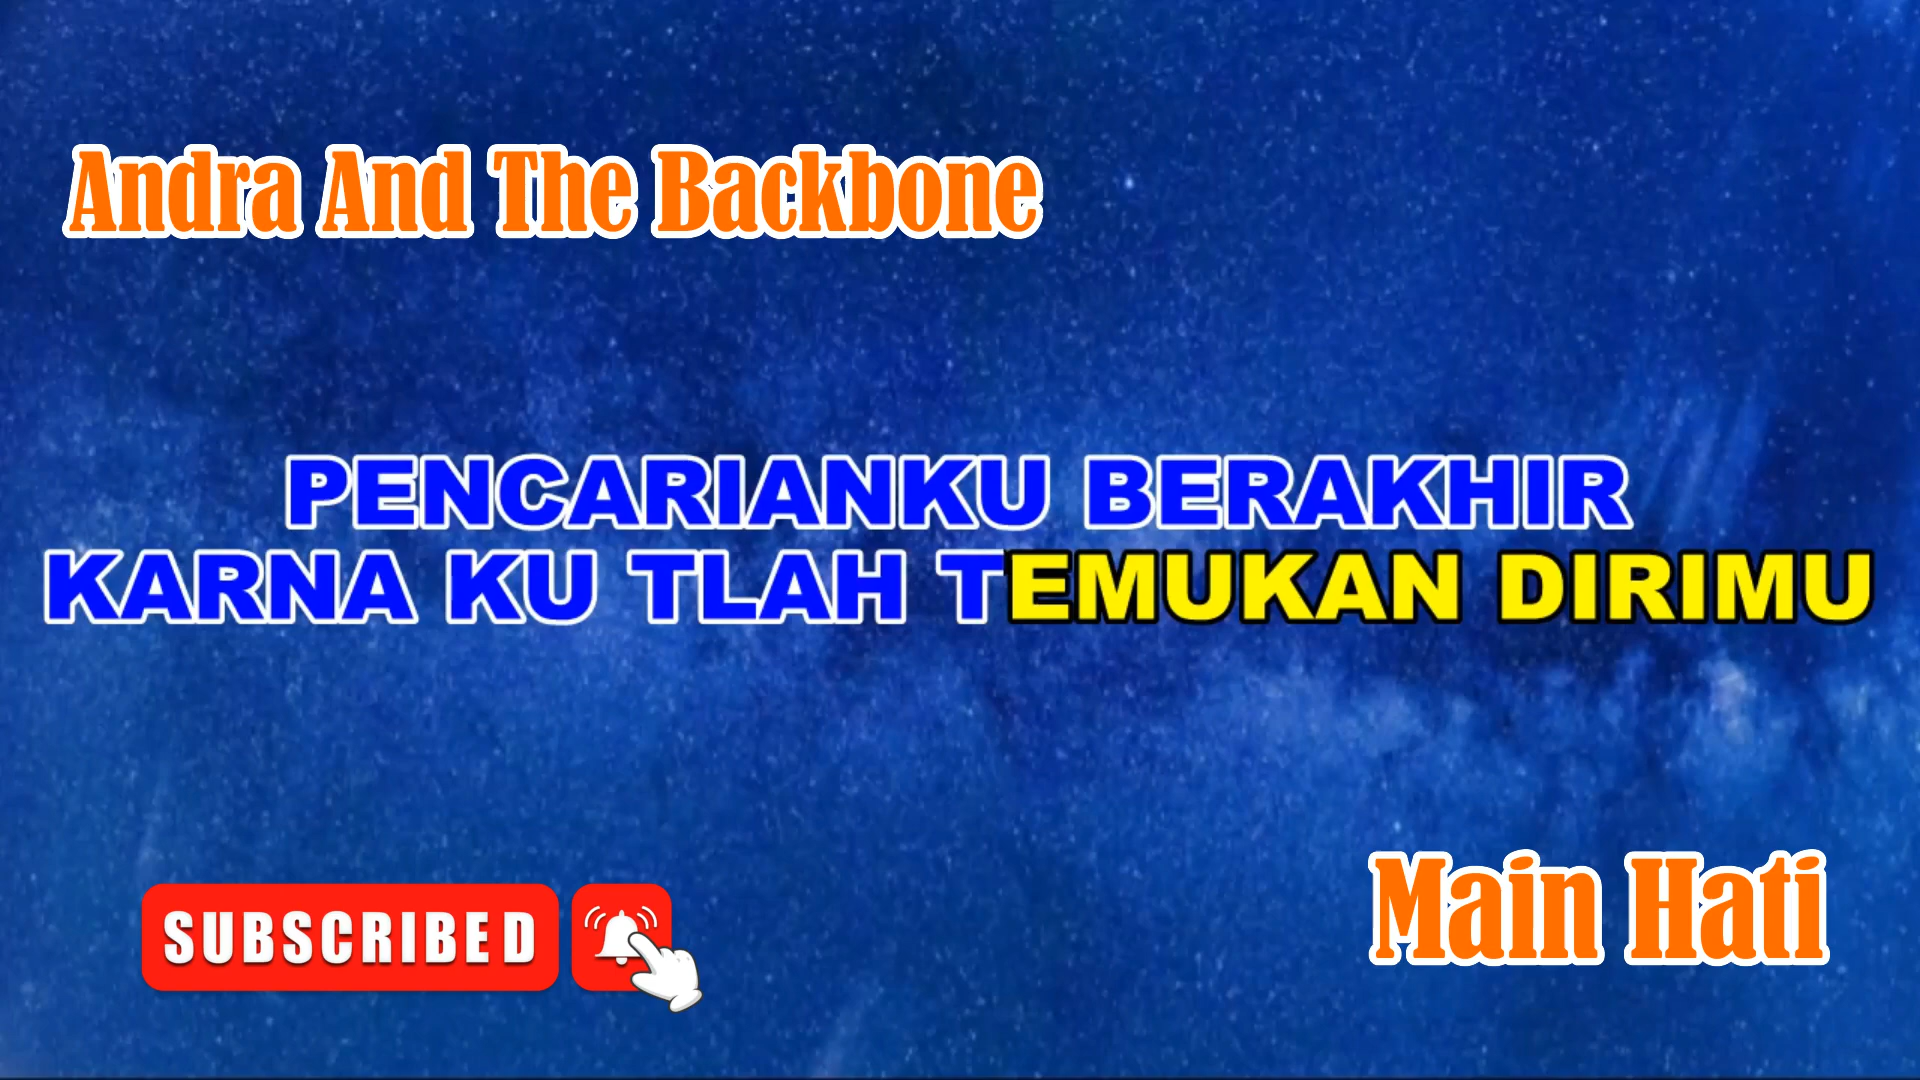 Andra And The Backbone
PENCARIANKU BERAKHIR
KARNA KU TLAH TEMUKAN DIRIMU
SUBSCRIBED
Main Hati